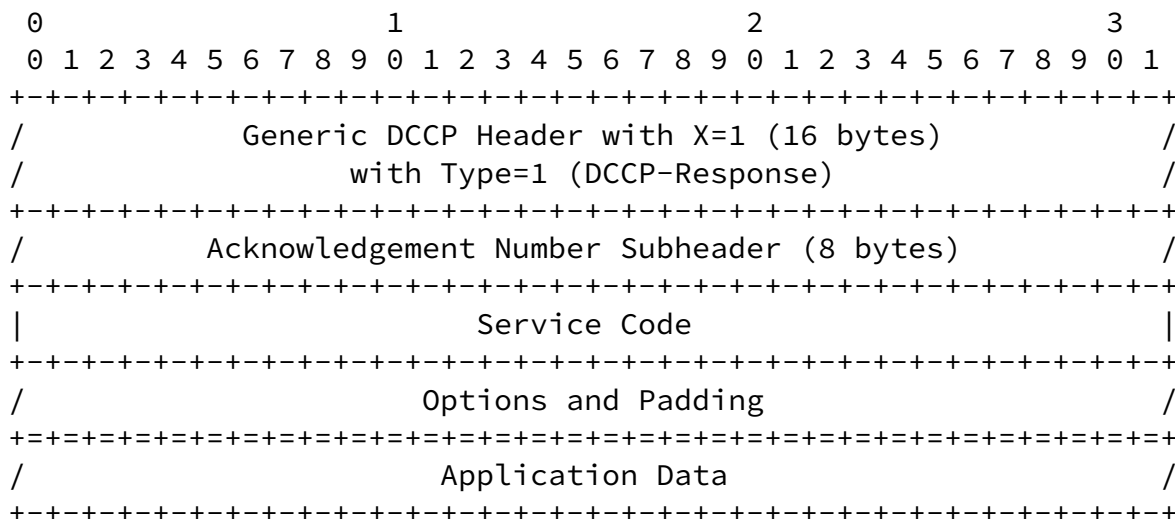 0                   1                   2                   3
 0 1 2 3 4 5 6 7 8 9 0 1 2 3 4 5 6 7 8 9 0 1 2 3 4 5 6 7 8 9 0 1
+-+-+-+-+-+-+-+-+-+-+-+-+-+-+-+-+-+-+-+-+-+-+-+-+-+-+-+-+-+-+-+-+
/            Generic DCCP Header with X=1 (16 bytes)            /
/                  with Type=1 (DCCP-Response)                  /
+-+-+-+-+-+-+-+-+-+-+-+-+-+-+-+-+-+-+-+-+-+-+-+-+-+-+-+-+-+-+-+-+
/          Acknowledgement Number Subheader (8 bytes)           /
+-+-+-+-+-+-+-+-+-+-+-+-+-+-+-+-+-+-+-+-+-+-+-+-+-+-+-+-+-+-+-+-+
|                         Service Code                          |
+-+-+-+-+-+-+-+-+-+-+-+-+-+-+-+-+-+-+-+-+-+-+-+-+-+-+-+-+-+-+-+-+
/                      Options and Padding                      /
+=+=+=+=+=+=+=+=+=+=+=+=+=+=+=+=+=+=+=+=+=+=+=+=+=+=+=+=+=+=+=+=+
/                       Application Data                        /
+-+-+-+-+-+-+-+-+-+-+-+-+-+-+-+-+-+-+-+-+-+-+-+-+-+-+-+-+-+-+-+-+